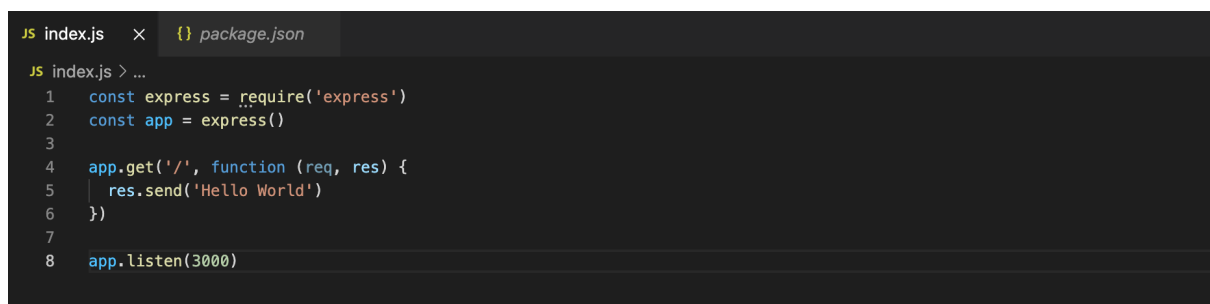 JS index.js × {} package.json
JS index.js > ...
1 const express = require('express')
2 const app = express()
3
4 app.get('/', function (req, res) {
5   res.send('Hello World')
6 })
7
8 app.listen(3000)